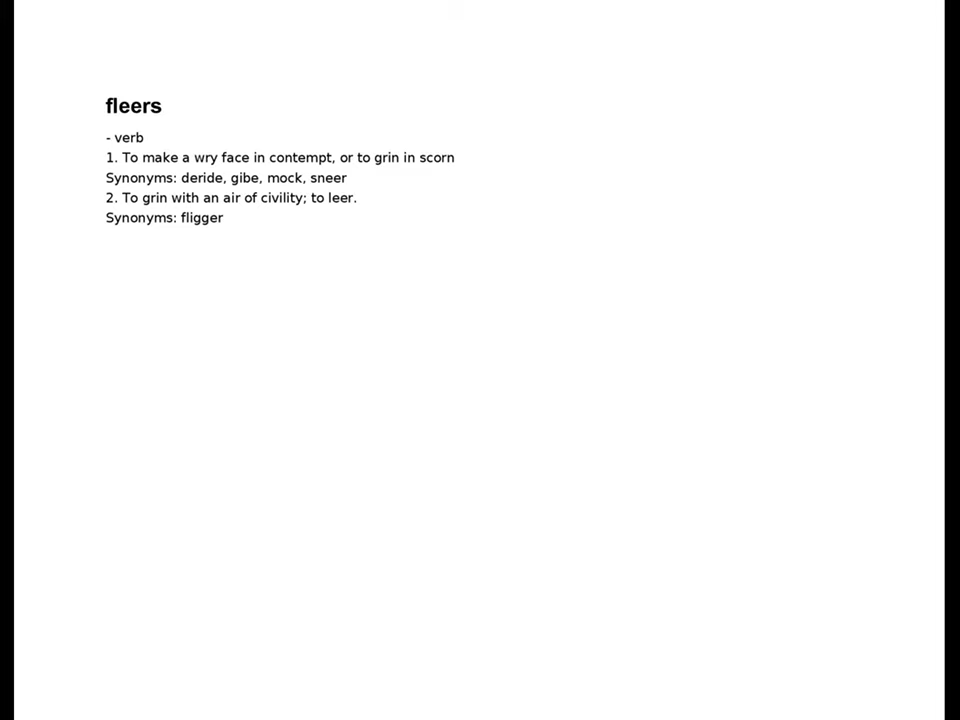 fleers
- verb
1. To make a wry face in contempt, or to grin in scorn
Synonyms: deride, gibe, mock, sneer
2. To grin with an air of civility; to leer.
Synonyms: fligger